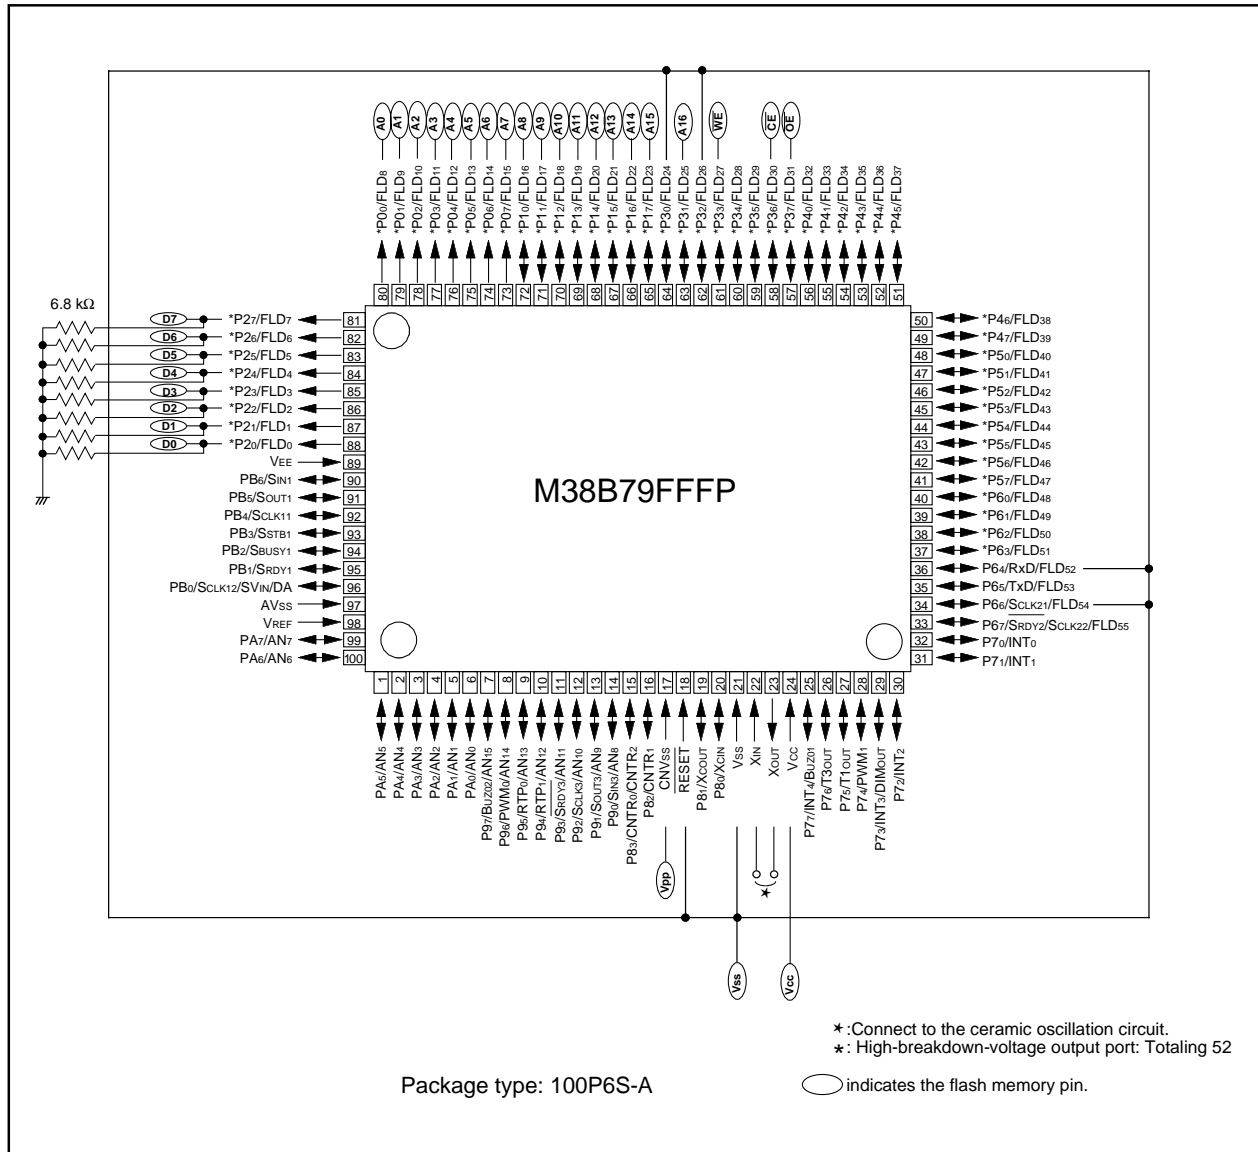 A0
A1
A2
A3
A4
A5
A6
A7
A8
A9
A10
A11
A12
A13
A14
A15
A16
WE
CE
OE
*P00/FLD8
*P01/FLD9
*P02/FLD10
*P03/FLD11
*P04/FLD12
*P05/FLD13
*P06/FLD14
*P07/FLD15
*P10/FLD16
*P11/FLD17
*P12/FLD18
*P13/FLD19
*P14/FLD20
*P15/FLD21
*P16/FLD22
*P17/FLD23
*P30/FLD24
*P31/FLD25
*P32/FLD26
*P33/FLD27
*P34/FLD28
*P35/FLD29
*P36/FLD30
*P37/FLD31
*P40/FLD32
*P41/FLD33
*P42/FLD34
*P43/FLD35
*P44/FLD36
*P45/FLD37
80 79 78 77 76 75 74 73 72 71 70 69 68 67 66 65 64 63 62 61 60 59 58 57 56 55 54 53 52 51
6.8 kΩ
D7 *P27/FLD7 81
D6 *P26/FLD6 82
D5 *P25/FLD5 83
D4 *P24/FLD4 84
D3 *P23/FLD3 85
D2 *P22/FLD2 86
D1 *P21/FLD1 87
D0 *P20/FLD0 88
VEE 89
PB6/SIN1 90
PB5/SOUT1 91
PB4/SCLK11 92
PB3/SSTB1 93
PB2/SBUSY1 94
PB1/SRDY1 95
PB0/SCLK12/SVIN/DA 96
AVSS 97
VREF 98
PA7/AN7 99
PA6/AN6 100
M38B79FFFP
50 *P46/FLD38
49 *P47/FLD39
48 *P50/FLD40
47 *P51/FLD41
46 *P52/FLD42
45 *P53/FLD43
44 *P54/FLD44
43 *P55/FLD45
42 *P56/FLD46
41 *P57/FLD47
40 *P60/FLD48
39 *P61/FLD49
38 *P62/FLD50
37 *P63/FLD51
36 P64/RxD/FLD52
35 P65/TxD/FLD53
34 P66/SCLK21/FLD54
33 P67/SRDY2/SCLK22/FLD55
32 P70/INT0
31 P71/INT1
1 2 3 4 5 6 7 8 9 10 11 12 13 14 15 16 17 18 19 20 21 22 23 24 25 26 27 28 29 30
PA5/AN5
PA4/AN4
PA3/AN3
PA2/AN2
PA1/AN1
PA0/AN0
P97/BUZ02/AN15
P96/PWM0/AN14
P95/RTP0/AN13
P94/RTP1/AN12
P93/SRDY3/AN11
P92/SCLK3/AN10
P91/SOUT3/AN9
P90/SIN3/AN8
P83/CNTR0/CNTR2
P82/CNTR1
CNVSS
RESET
P81/XCOUT
P80/XCIN
VSS
XIN
XOUT
VCC
P77/INT4/BUZ01
P76/T3OUT
P75/T1OUT
P74/PWM1
P73/INT3/DIMOUT
P72/INT2
Vpp
*
Vss
Vcc
* :Connect to the ceramic oscillation circuit.
* : High-breakdown-voltage output port: Totaling 52
Package type: 100P6S-A
indicates the flash memory pin.